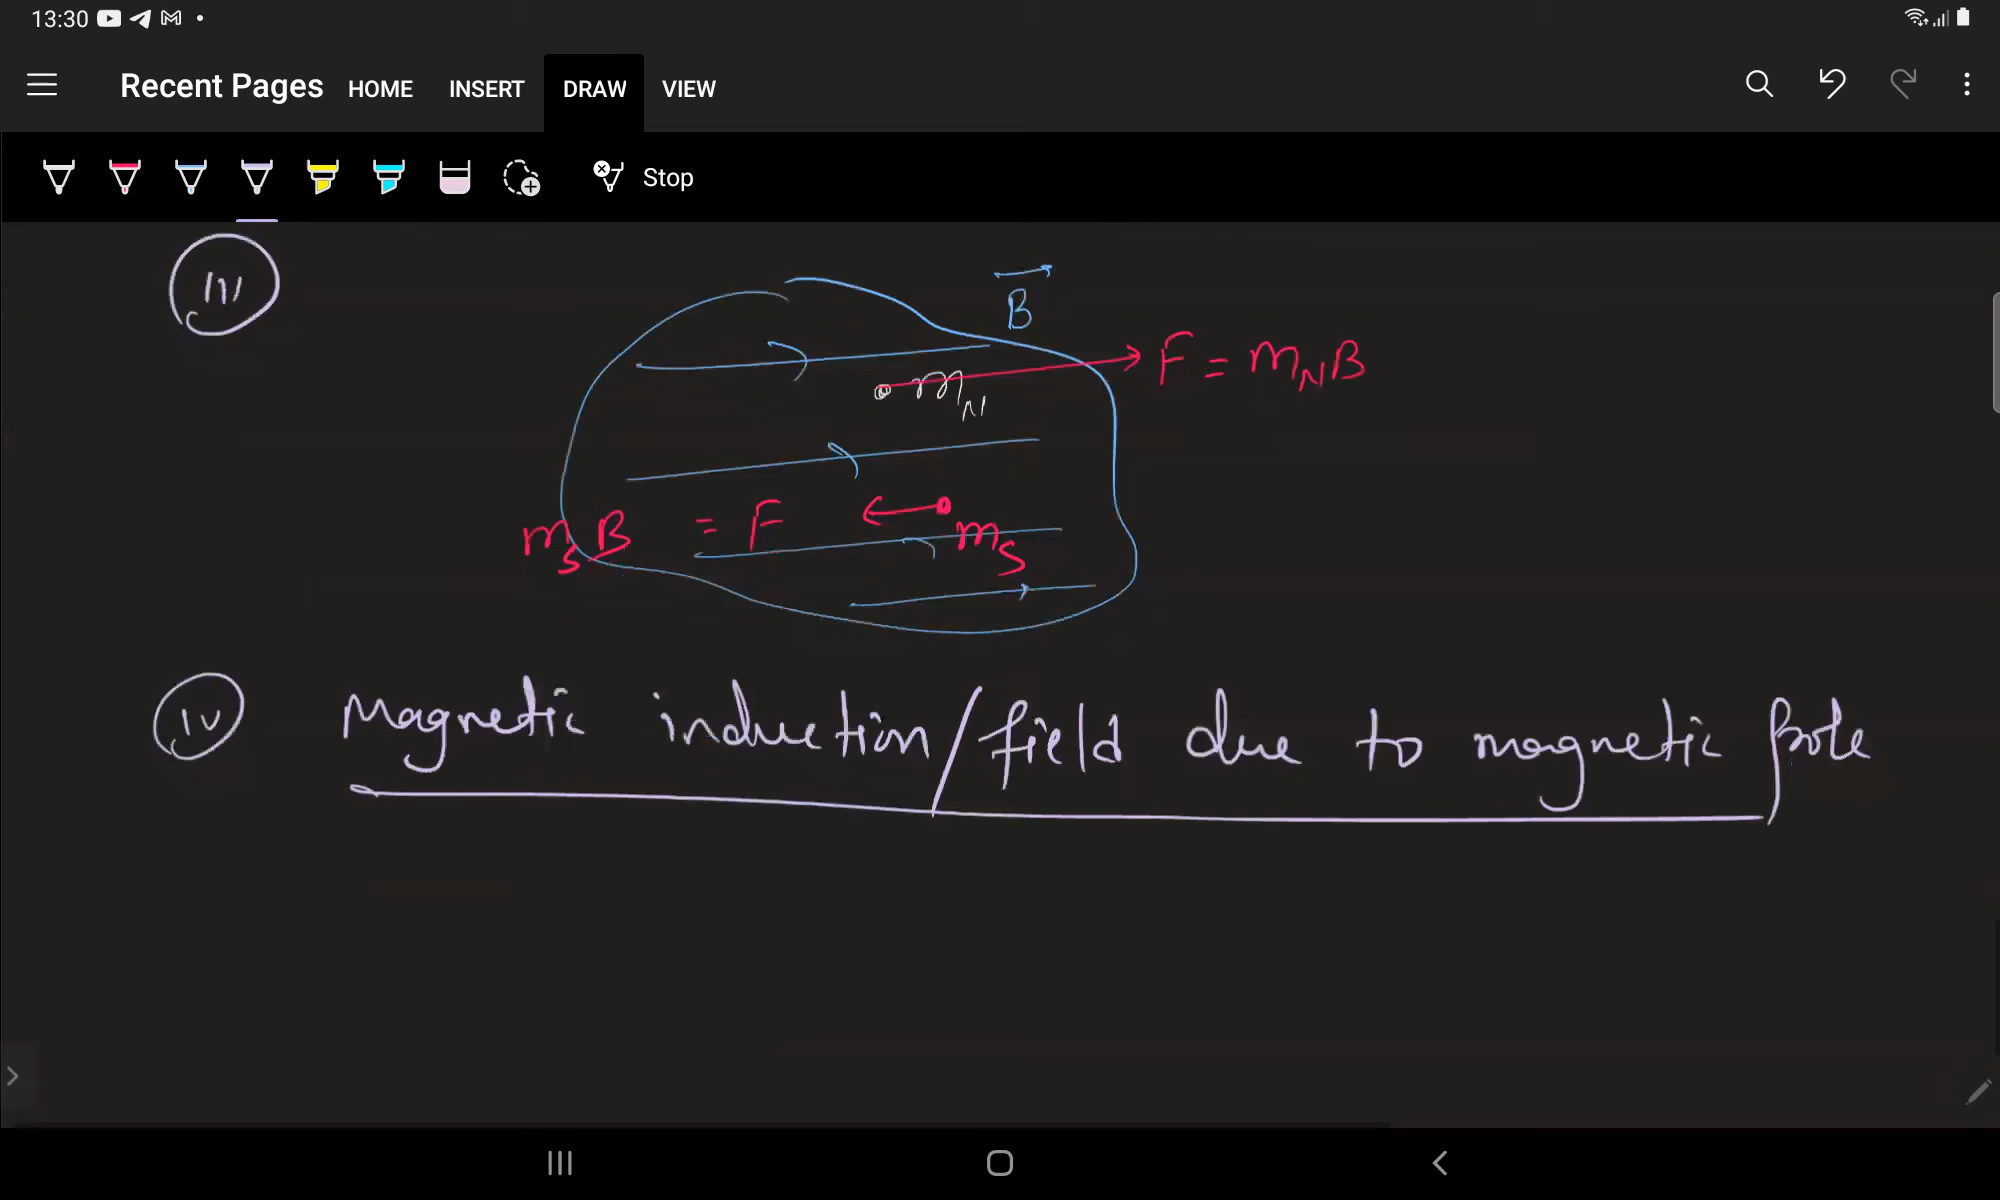 13:30
Recent Pages HOME INSERT DRAW VIEW
Stop
III
B
F = m_N B
m_N
m_S B = F
m_S
IV Magnetic induction/field due to magnetic pole